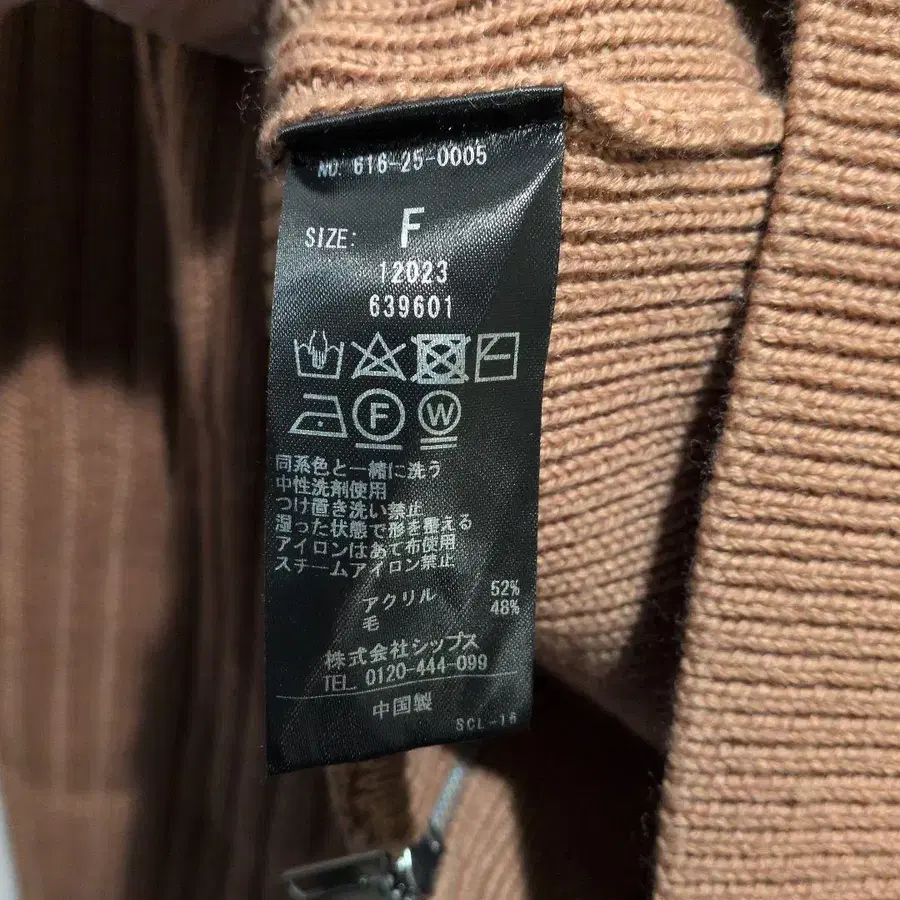 NO. 616-25-0005
SIZE: F
12023
639601
F W
同系色と一緒に洗う
中性洗剤使用
つけ置き洗い禁止
湿った状態で形を整える
アイロンはあて布使用
スチームアイロン禁止
アクリル 52%
毛 48%
株式会社シップス
TEL. 0120-444-099
中国製
SCL-16